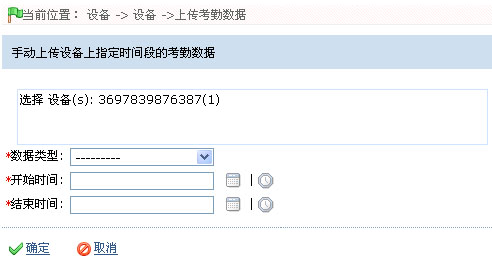 当前位置： 设备 -> 设备 ->上传考勤数据
手动上传设备上指定时间段的考勤数据
选择 设备(s): 3697839876387(1)
*数据类型: ---------
*开始时间: |
*结束时间: |
确定 取消